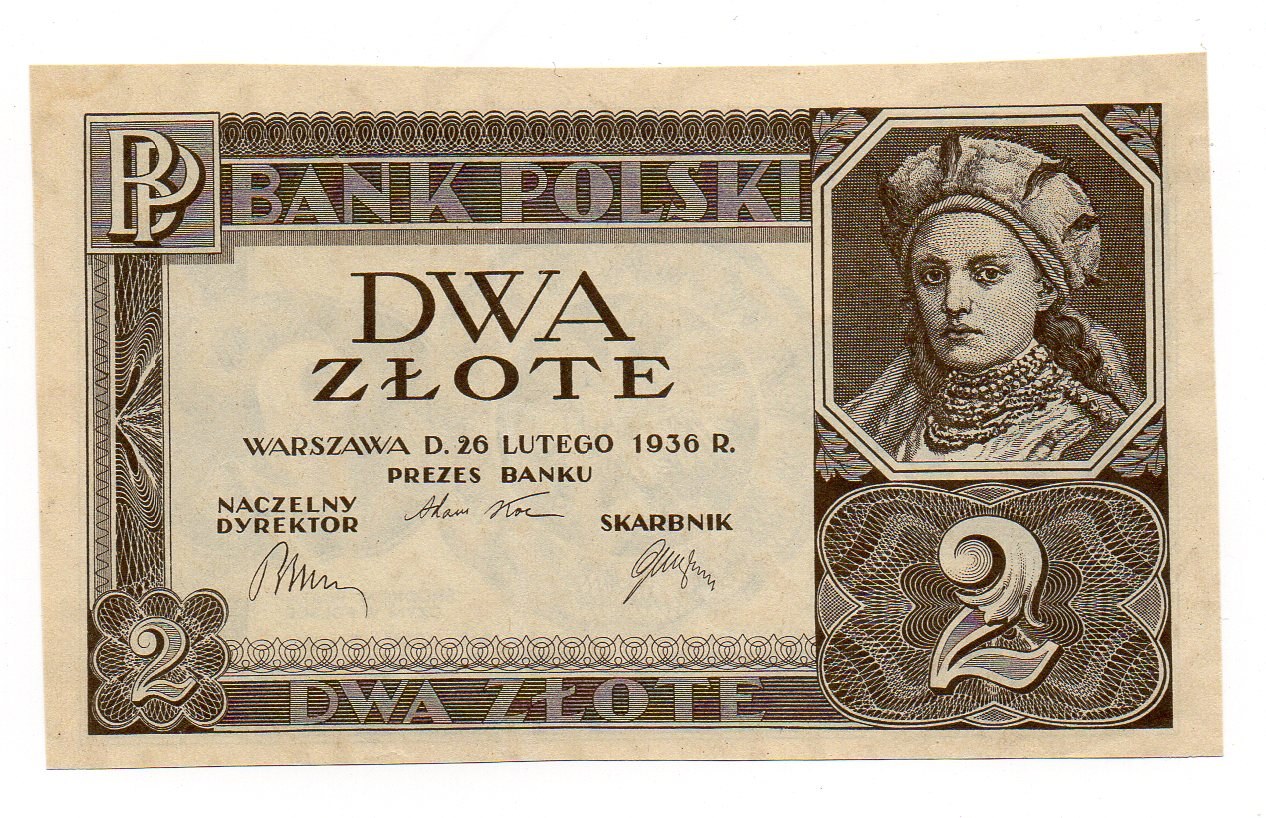 BP
BANK POLSKI
DWA
ZŁOTE
WARSZAWA D. 26 LUTEGO 1936 R.
PREZES BANKU
NACZELNY
DYREKTOR
Adam Koc
SKARBNIK
2
2
DWA ZŁOTE